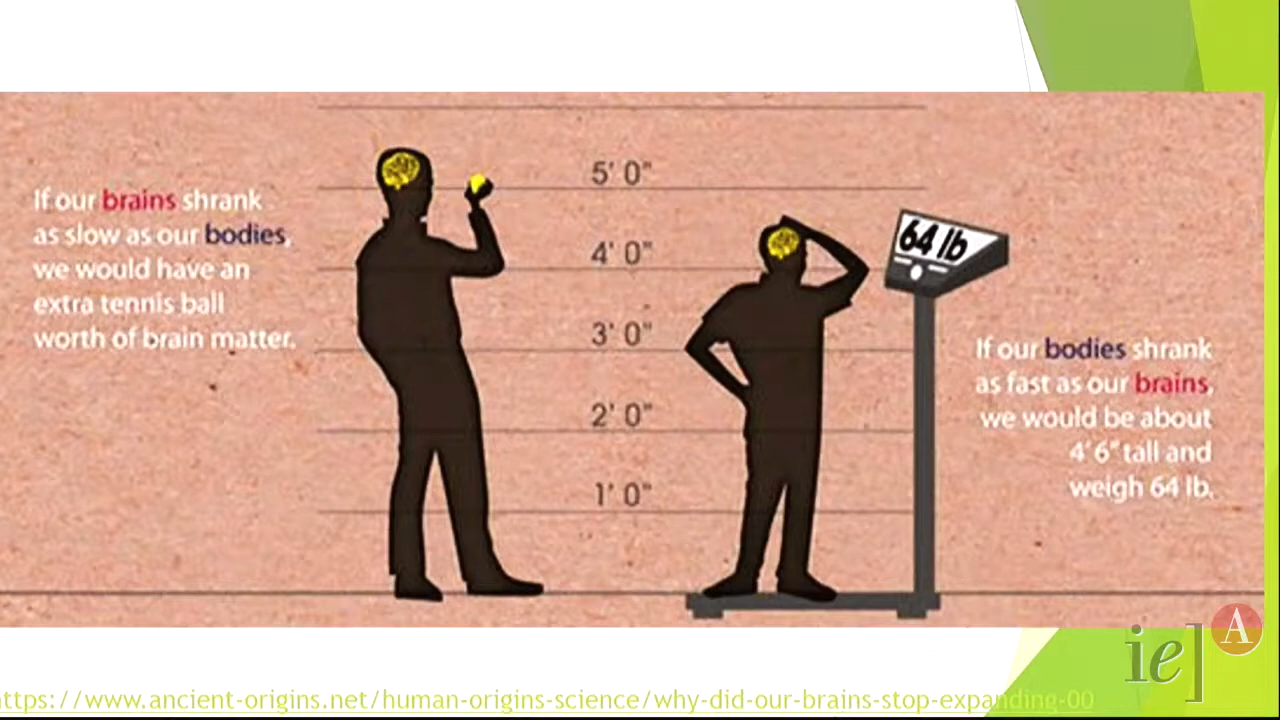 If our brains shrank
as slow as our bodies,
we would have an
extra tennis ball
worth of brain matter.
5' 0"
4' 0"
3' 0"
2' 0"
1' 0"
64 lb
If our bodies shrank
as fast as our brains,
we would be about
4' 6" tall and
weigh 64 lb.
ie]
A
ttps://www.ancient-origins.net/human-origins-science/why-did-our-brains-stop-expanding-00